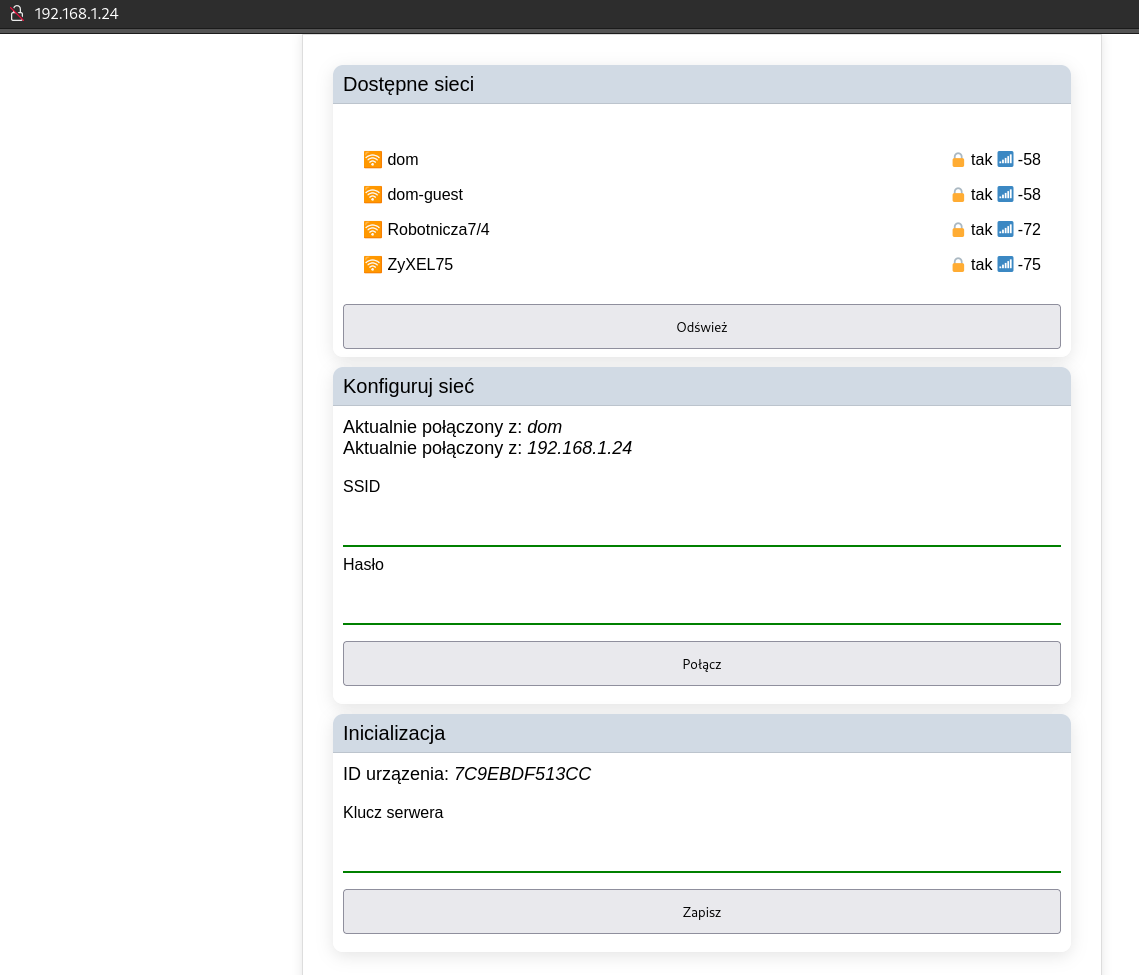 192.168.1.24
Dostępne sieci
dom tak -58
dom-guest tak -58
Robotnicza7/4 tak -72
ZyXEL75 tak -75
Odśwież
Konfiguruj sieć
Aktualnie połączony z: dom
Aktualnie połączony z: 192.168.1.24
SSID
Hasło
Połącz
Inicializacja
ID urzązenia: 7C9EBDF513CC
Klucz serwera
Zapisz